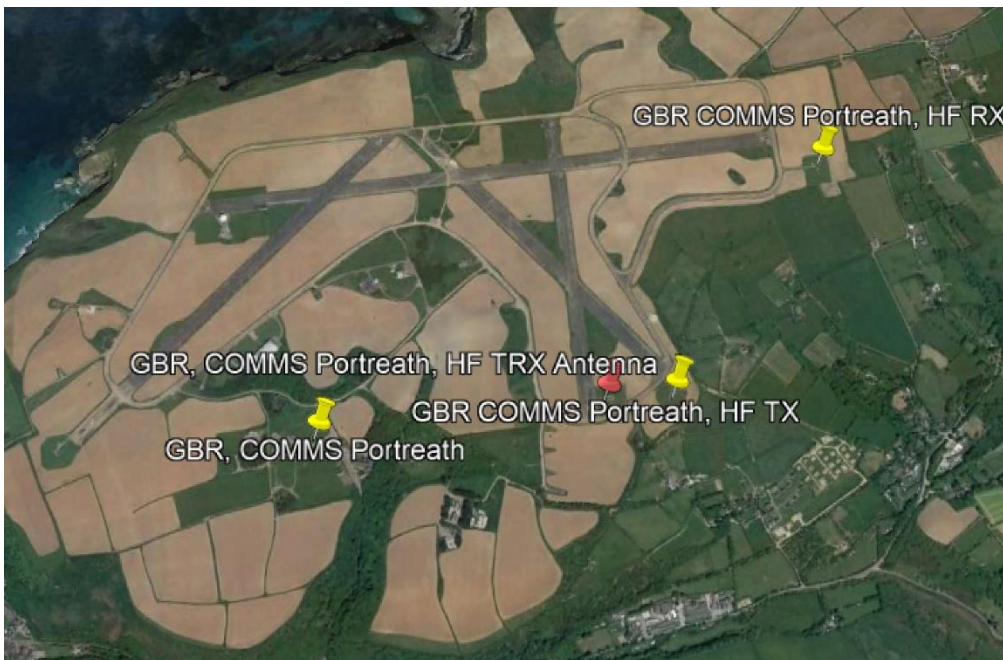 GBR COMMS Portreath, HF RX
GBR, COMMS Portreath, HF TRX Antenna
GBR COMMS Portreath, HF TX
GBR, COMMS Portreath